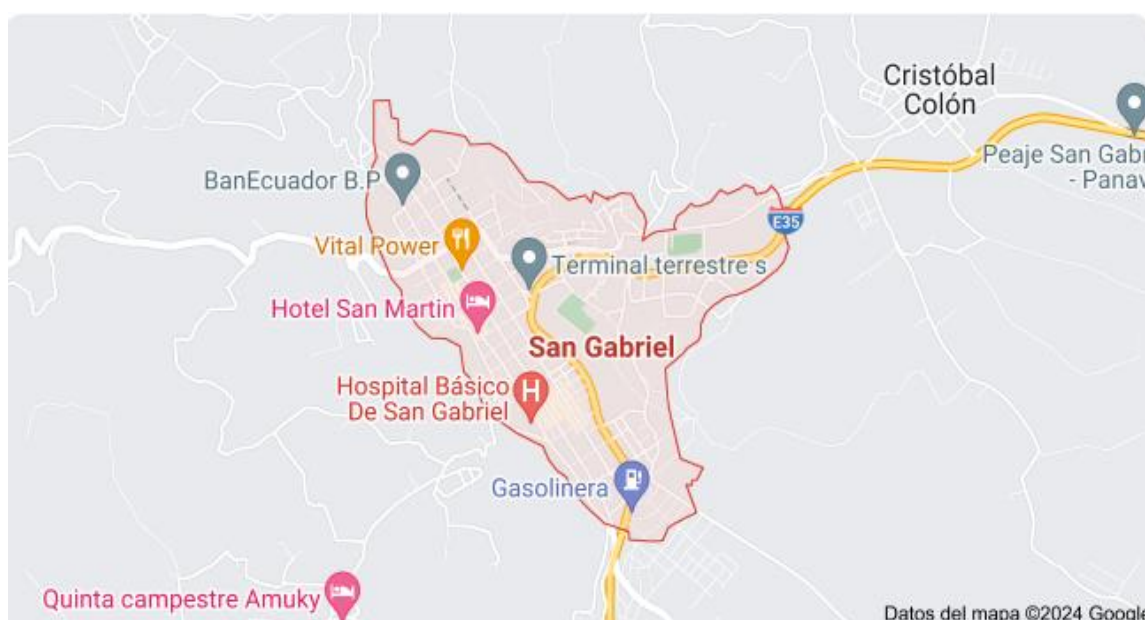 Cristóbal
Colón
Peaje San Gabr
- Panav
BanEcuador B.P
E35
Vital Power
Terminal terrestre s
Hotel San Martin
San Gabriel
Hospital Básico
De San Gabriel
H
Gasolinera
Quinta campestre Amuky
Datos del mapa ©2024 Google